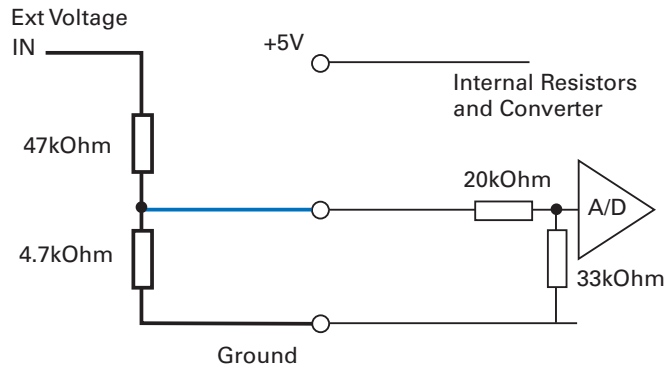 Ext Voltage
IN
+5V
Internal Resistors
and Converter
47kOhm
20kOhm
A/D
4.7kOhm
33kOhm
Ground